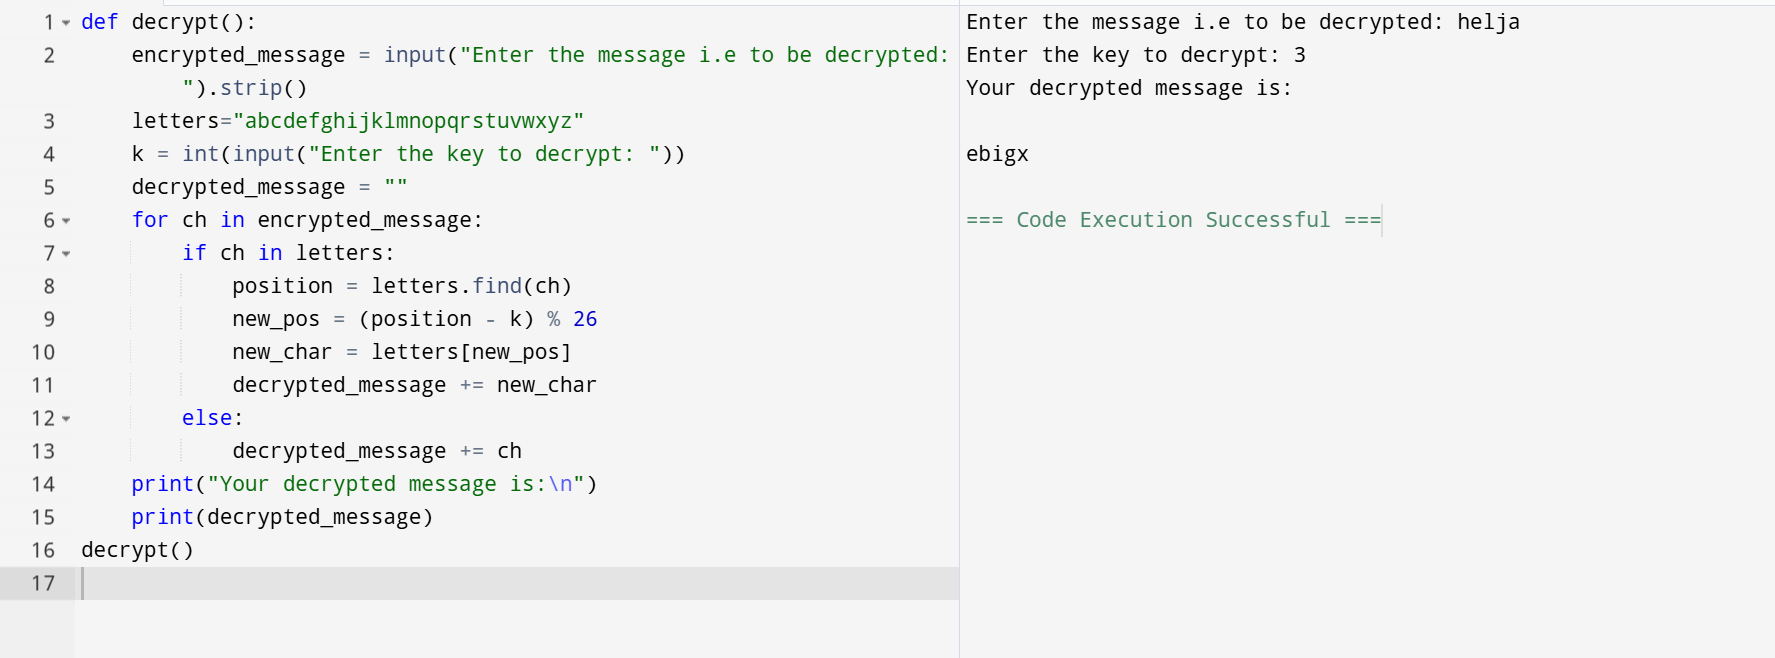 1 def decrypt():
2     encrypted_message = input("Enter the message i.e to be decrypted:
        ").strip()
3     letters="abcdefghijklmnopqrstuvwxyz"
4     k = int(input("Enter the key to decrypt: "))
5     decrypted_message = ""
6     for ch in encrypted_message:
7         if ch in letters:
8             position = letters.find(ch)
9             new_pos = (position - k) % 26
10             new_char = letters[new_pos]
11             decrypted_message += new_char
12         else:
13             decrypted_message += ch
14     print("Your decrypted message is:\n")
15     print(decrypted_message)
16 decrypt()
17
Enter the message i.e to be decrypted: helja
Enter the key to decrypt: 3
Your decrypted message is:

ebigx

=== Code Execution Successful ===